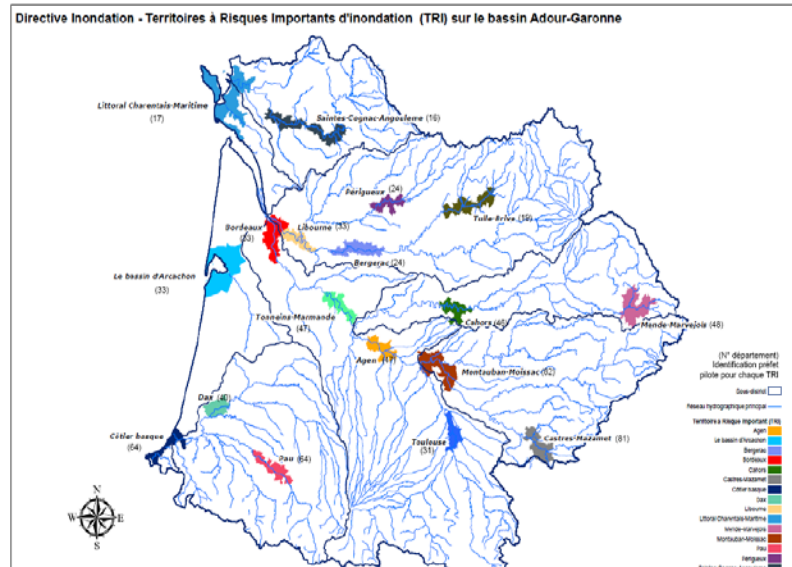 Directive Inondation - Territoires à Risques Importants d'inondation (TRI) sur le bassin Adour-Garonne
Littoral Charentais-Maritime
(17)
Saintes-Cognac-Angouleme (16)
Périgueux (24)
Tulle-Brive (19)
Bordeaux
(33)
Libourne (33)
Bergerac (24)
Le bassin d'Arcachon
(33)
Tonneins-Marmande
(47)
Cahors (46)
Mende-Marvejols (48)
Agen (47)
Montauban-Moissac (82)
Dax (40)
Côtier basque
(64)
Pau (64)
Toulouse
(31)
Castres-Mazamet (81)
N
W E
S
(N° département)
Identification préfet
pilote pour chaque TRI
Sous-district
Réseau hydrographique principal
Territoire à Risque Important (TRI)
Agen
Le bassin d'Arcachon
Bergerac
Bordeaux
Cahors
Castres-Mazamet
Côtier basque
Dax
Libourne
Littoral Charentais-Maritime
Mende-Marvejols
Montauban-Moissac
Pau
Périgueux